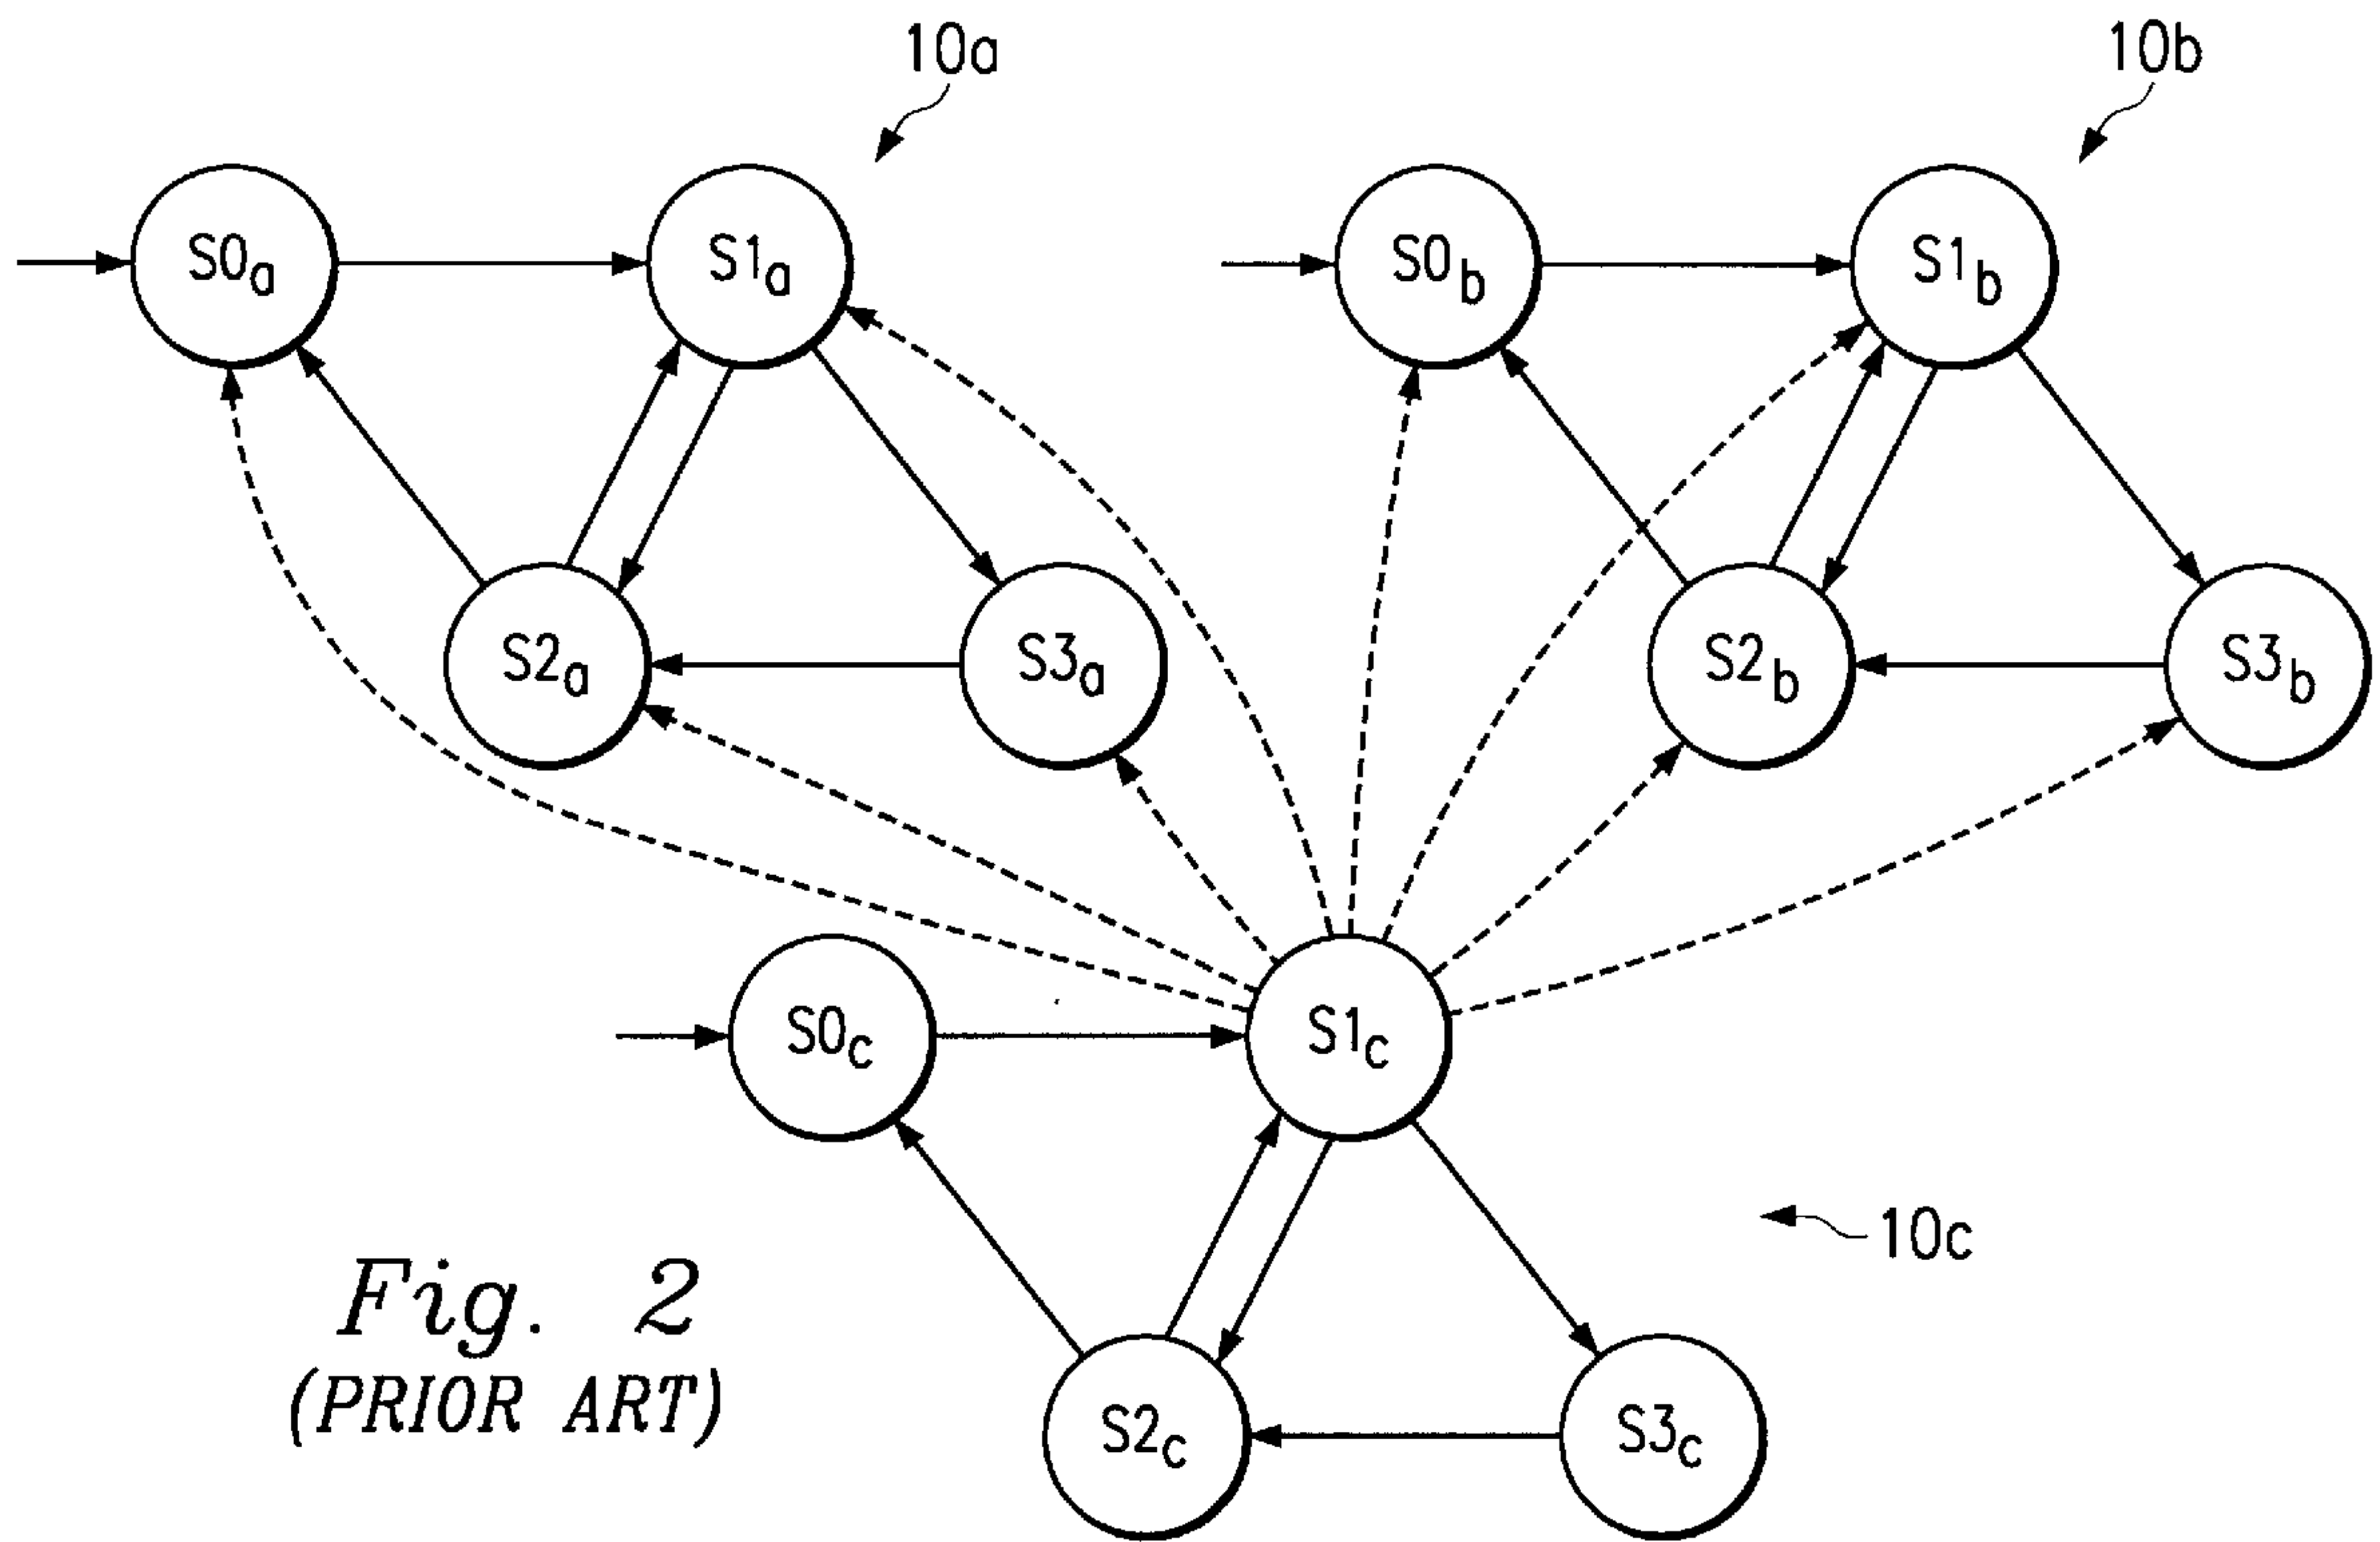 10a
10b
S0a
S1a
S0b
S1b
S2a
S3a
S2b
S3b
S0c
S1c
10c
Fig. 2
(PRIOR ART)
S2c
S3c